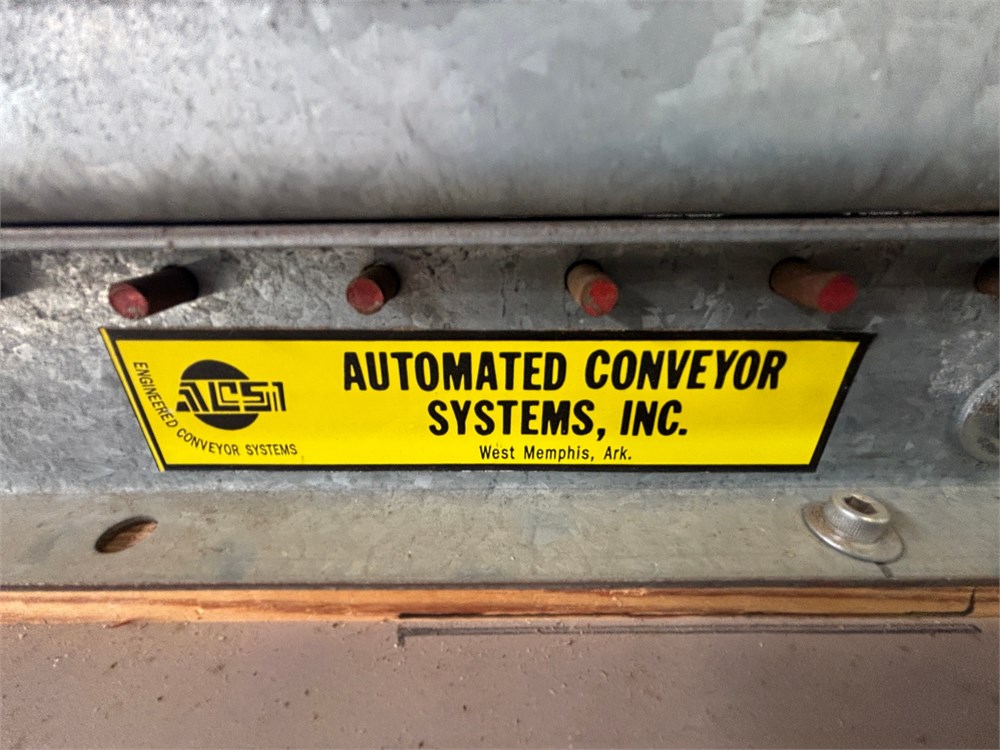 ACSI
ENGINEERED CONVEYOR SYSTEMS
AUTOMATED CONVEYOR
SYSTEMS, INC.
West Memphis, Ark.